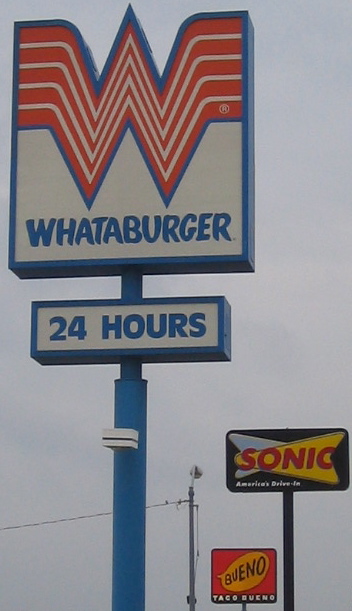 ®
WHATABURGER
24 HOURS
SONIC
America's Drive-In
BUENO
TACO BUENO